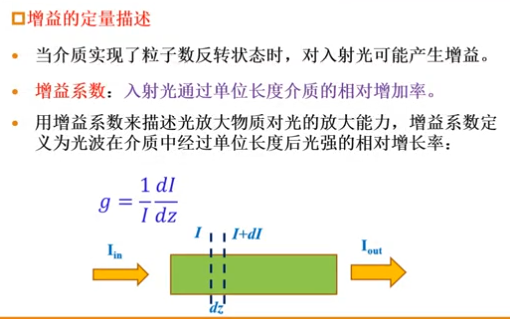 增益的定量描述
• 当介质实现了粒子数反转状态时，对入射光可能产生增益。
• 增益系数：入射光通过单位长度介质的相对增加率。
• 用增益系数来描述光放大物质对光的放大能力，增益系数定
义为光波在介质中经过单位长度后光强的相对增长率：
g = \frac{1}{I}\frac{dI}{dz}
I I+dI
I_in I_out
dz